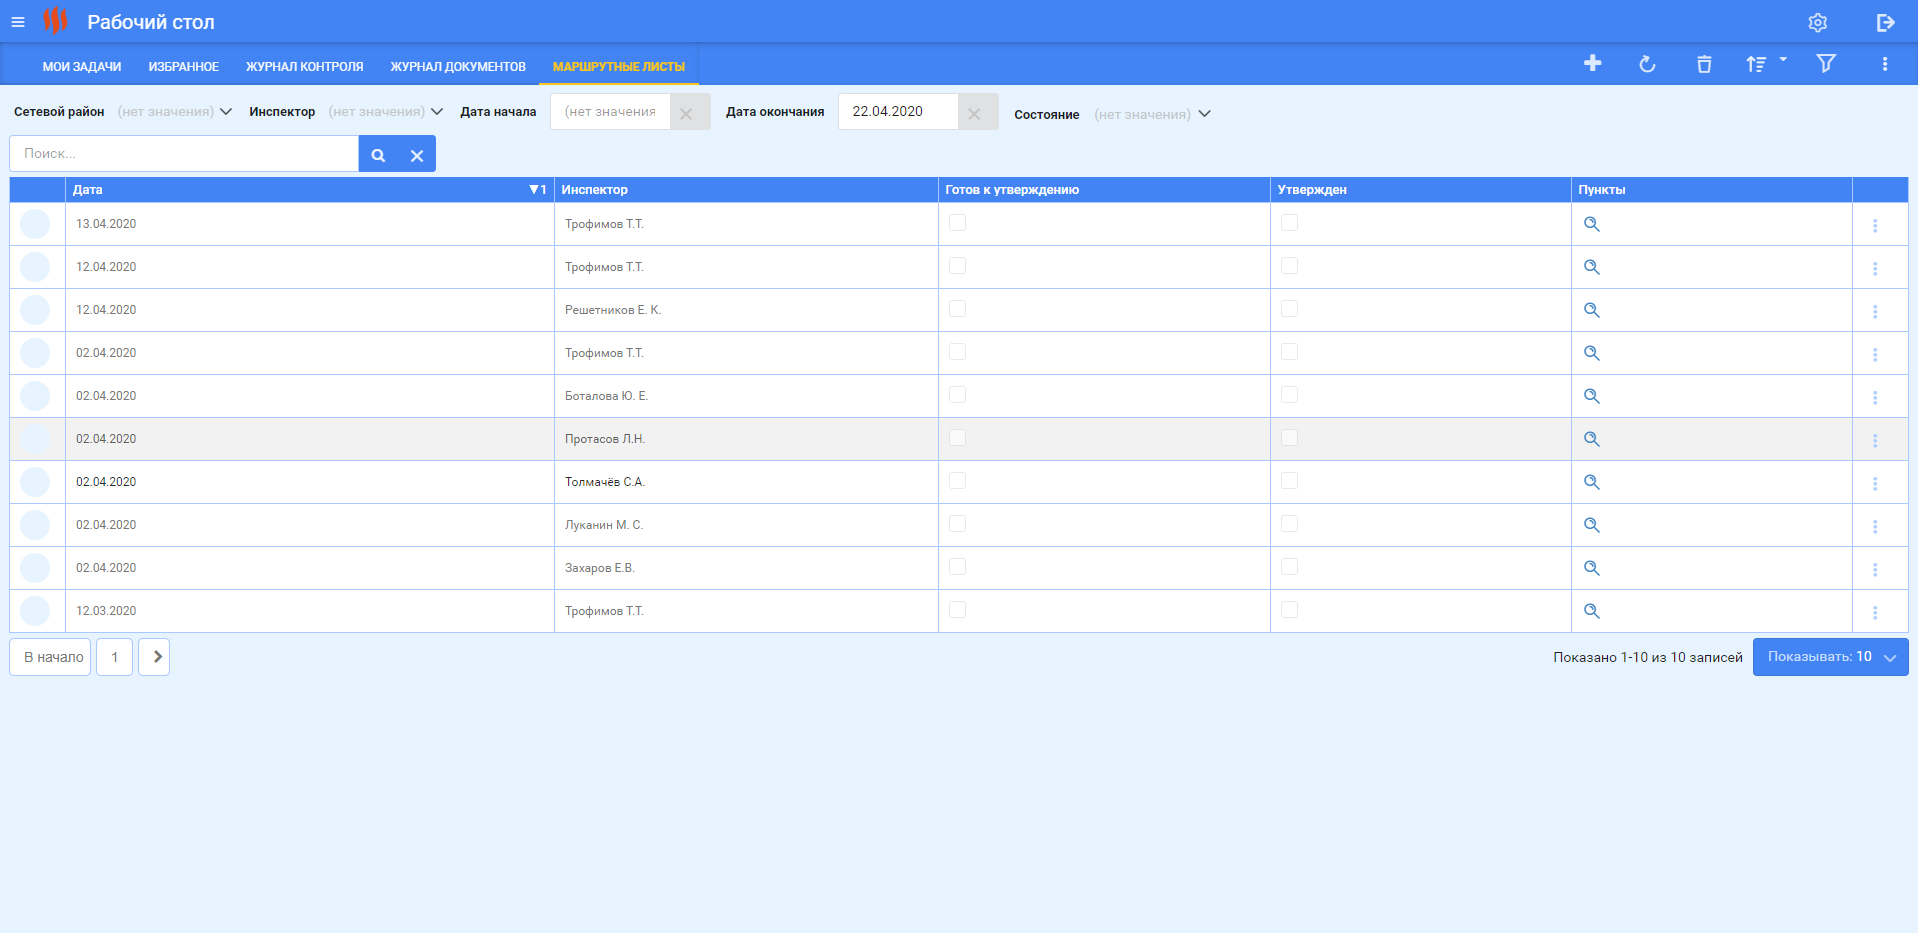 Рабочий стол
МОИ ЗАДАЧИ ИЗБРАННОЕ ЖУРНАЛ КОНТРОЛЯ ЖУРНАЛ ДОКУМЕНТОВ МАРШРУТНЫЕ ЛИСТЫ
Сетевой район (нет значения) Инспектор (нет значения) Дата начала (нет значения Дата окончания 22.04.2020 Состояние (нет значения)
Поиск...
Дата ▼1 Инспектор Готов к утверждению Утвержден Пункты
13.04.2020 Трофимов Т.Т.
12.04.2020 Трофимов Т.Т.
12.04.2020 Решетников Е. К.
02.04.2020 Трофимов Т.Т.
02.04.2020 Боталова Ю. Е.
02.04.2020 Протасов Л.Н.
02.04.2020 Толмачёв С.А.
02.04.2020 Луканин М. С.
02.04.2020 Захаров Е.В.
12.03.2020 Трофимов Т.Т.
В начало 1 Показано 1-10 из 10 записей Показывать: 10